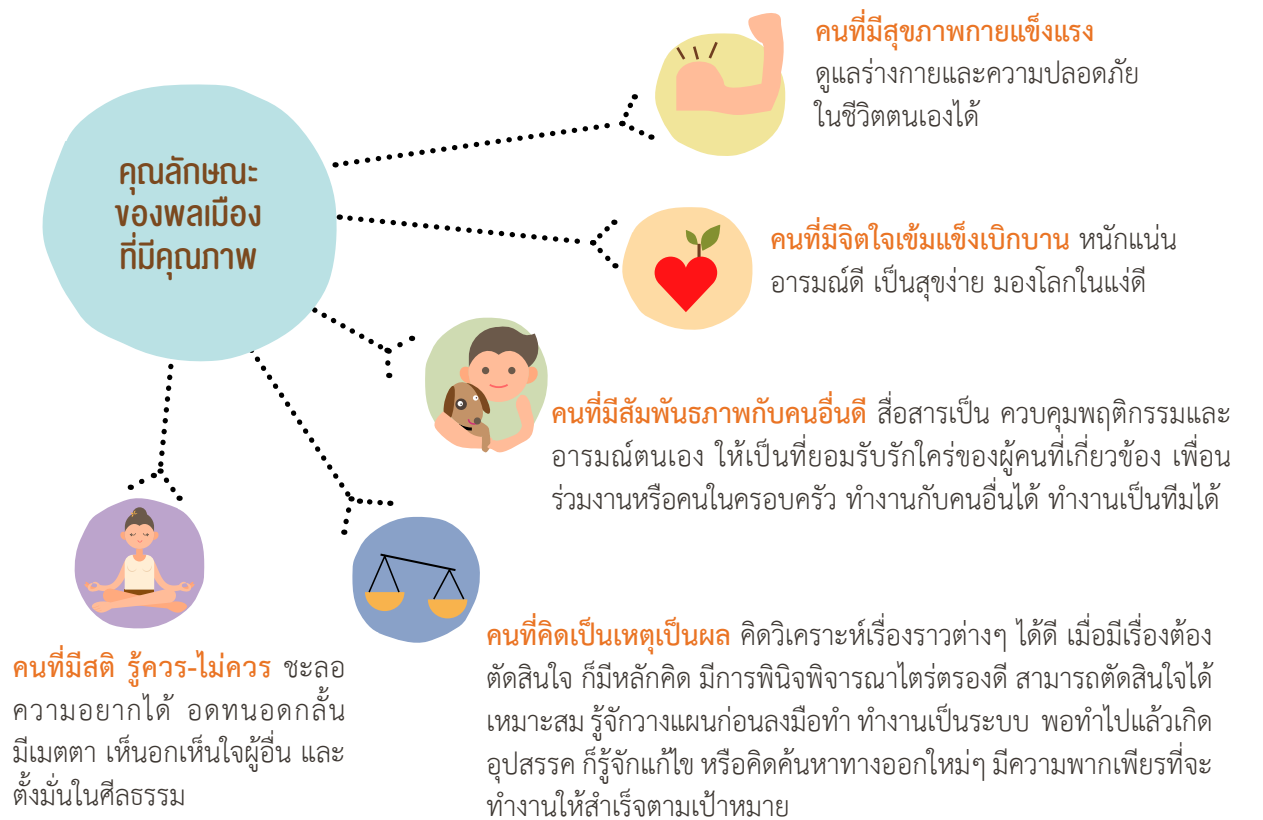 คุณลักษณะ
ของพลเมือง
ที่มีคุณภาพ
คนที่มีสุขภาพกายแข็งแรง
ดูแลร่างกายและความปลอดภัย
ในชีวิตตนเองได้
คนที่มีจิตใจเข้มแข็งเบิกบาน หนักแน่น
อารมณ์ดี เป็นสุขง่าย มองโลกในแง่ดี
คนที่มีสัมพันธภาพกับคนอื่นดี สื่อสารเป็น ควบคุมพฤติกรรมและ
อารมณ์ตนเอง ให้เป็นที่ยอมรับรักใคร่ของผู้คนที่เกี่ยวข้อง เพื่อน
ร่วมงานหรือคนในครอบครัว ทำงานกับคนอื่นได้ ทำงานเป็นทีมได้
คนที่คิดเป็นเหตุเป็นผล คิดวิเคราะห์เรื่องราวต่างๆ ได้ดี เมื่อมีเรื่องต้อง
ตัดสินใจ ก็มีหลักคิด มีการพินิจพิจารณาไตร่ตรองดี สามารถตัดสินใจได้
เหมาะสม รู้จักวางแผนก่อนลงมือทำ ทำงานเป็นระบบ พอทำไปแล้วเกิด
อุปสรรค ก็รู้จักแก้ไข หรือคิดค้นหาทางออกใหม่ๆ มีความพากเพียรที่จะ
ทำงานให้สำเร็จตามเป้าหมาย
คนที่มีสติ รู้ควร-ไม่ควร ชะลอ
ความอยากได้ อดทนอดกลั้น
มีเมตตา เห็นอกเห็นใจผู้อื่น และ
ตั้งมั่นในศีลธรรม